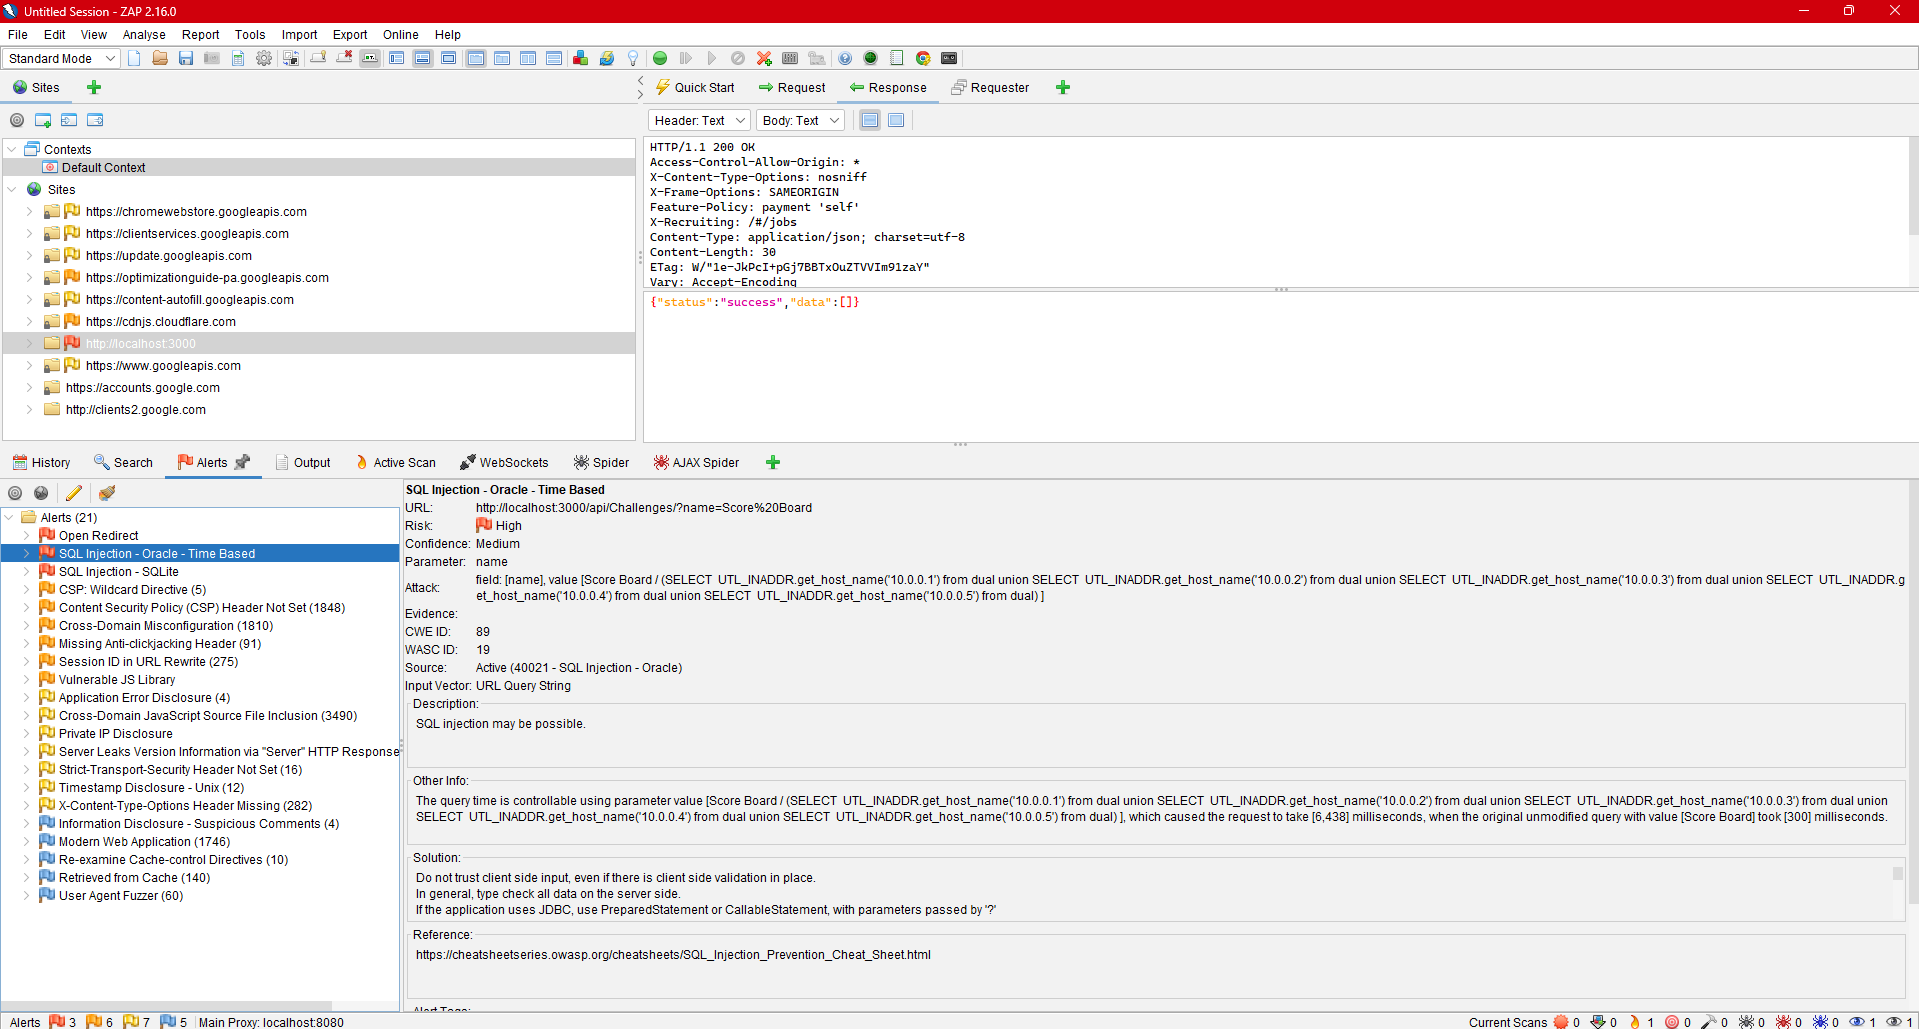 Untitled Session - ZAP 2.16.0
File Edit View Analyse Report Tools Import Export Online Help
Standard Mode
Sites
Quick Start Request Response Requester
Header: Text Body: Text
Contexts
Default Context
Sites
https://chromewebstore.googleapis.com
https://clientservices.googleapis.com
https://update.googleapis.com
https://optimizationguide-pa.googleapis.com
https://content-autofill.googleapis.com
https://cdnjs.cloudflare.com
http://localhost:3000
https://www.googleapis.com
https://accounts.google.com
http://clients2.google.com
HTTP/1.1 200 OK
Access-Control-Allow-Origin: *
X-Content-Type-Options: nosniff
X-Frame-Options: SAMEORIGIN
Feature-Policy: payment 'self'
X-Recruiting: /#/jobs
Content-Type: application/json; charset=utf-8
Content-Length: 30
ETag: W/"1e-JkPcI+pGj7BBTxOuZTVVIm91zaY"
Vary: Accept-Encoding
{"status":"success","data":[]}
History Search Alerts Output Active Scan WebSockets Spider AJAX Spider
Alerts (21)
Open Redirect
SQL Injection - Oracle - Time Based
SQL Injection - SQLite
CSP: Wildcard Directive (5)
Content Security Policy (CSP) Header Not Set (1848)
Cross-Domain Misconfiguration (1810)
Missing Anti-clickjacking Header (91)
Session ID in URL Rewrite (275)
Vulnerable JS Library
Application Error Disclosure (4)
Cross-Domain JavaScript Source File Inclusion (3490)
Private IP Disclosure
Server Leaks Version Information via "Server" HTTP Response
Strict-Transport-Security Header Not Set (16)
Timestamp Disclosure - Unix (12)
X-Content-Type-Options Header Missing (282)
Information Disclosure - Suspicious Comments (4)
Modern Web Application (1746)
Re-examine Cache-control Directives (10)
Retrieved from Cache (140)
User Agent Fuzzer (60)
SQL Injection - Oracle - Time Based
URL: http://localhost:3000/api/Challenges/?name=Score%20Board
Risk: High
Confidence: Medium
Parameter: name
Attack: field: [name], value [Score Board / (SELECT UTL_INADDR.get_host_name('10.0.0.1') from dual union SELECT UTL_INADDR.get_host_name('10.0.0.2') from dual union SELECT UTL_INADDR.get_host_name('10.0.0.3') from dual union SELECT UTL_INADDR.g
et_host_name('10.0.0.4') from dual union SELECT UTL_INADDR.get_host_name('10.0.0.5') from dual) ]
Evidence:
CWE ID: 89
WASC ID: 19
Source: Active (40021 - SQL Injection - Oracle)
Input Vector: URL Query String
Description:
SQL injection may be possible.
Other Info:
The query time is controllable using parameter value [Score Board / (SELECT UTL_INADDR.get_host_name('10.0.0.1') from dual union SELECT UTL_INADDR.get_host_name('10.0.0.2') from dual union SELECT UTL_INADDR.get_host_name('10.0.0.3') from dual union
SELECT UTL_INADDR.get_host_name('10.0.0.4') from dual union SELECT UTL_INADDR.get_host_name('10.0.0.5') from dual) ], which caused the request to take [6,438] milliseconds, when the original unmodified query with value [Score Board] took [300] milliseconds.
Solution:
Do not trust client side input, even if there is client side validation in place.
In general, type check all data on the server side.
If the application uses JDBC, use PreparedStatement or CallableStatement, with parameters passed by '?'
Reference:
https://cheatsheetseries.owasp.org/cheatsheets/SQL_Injection_Prevention_Cheat_Sheet.html
Alert Tags:
Alerts 3 6 7 5 Main Proxy: localhost:8080
Current Scans 0 0 1 0 0 0 0 0 1 1